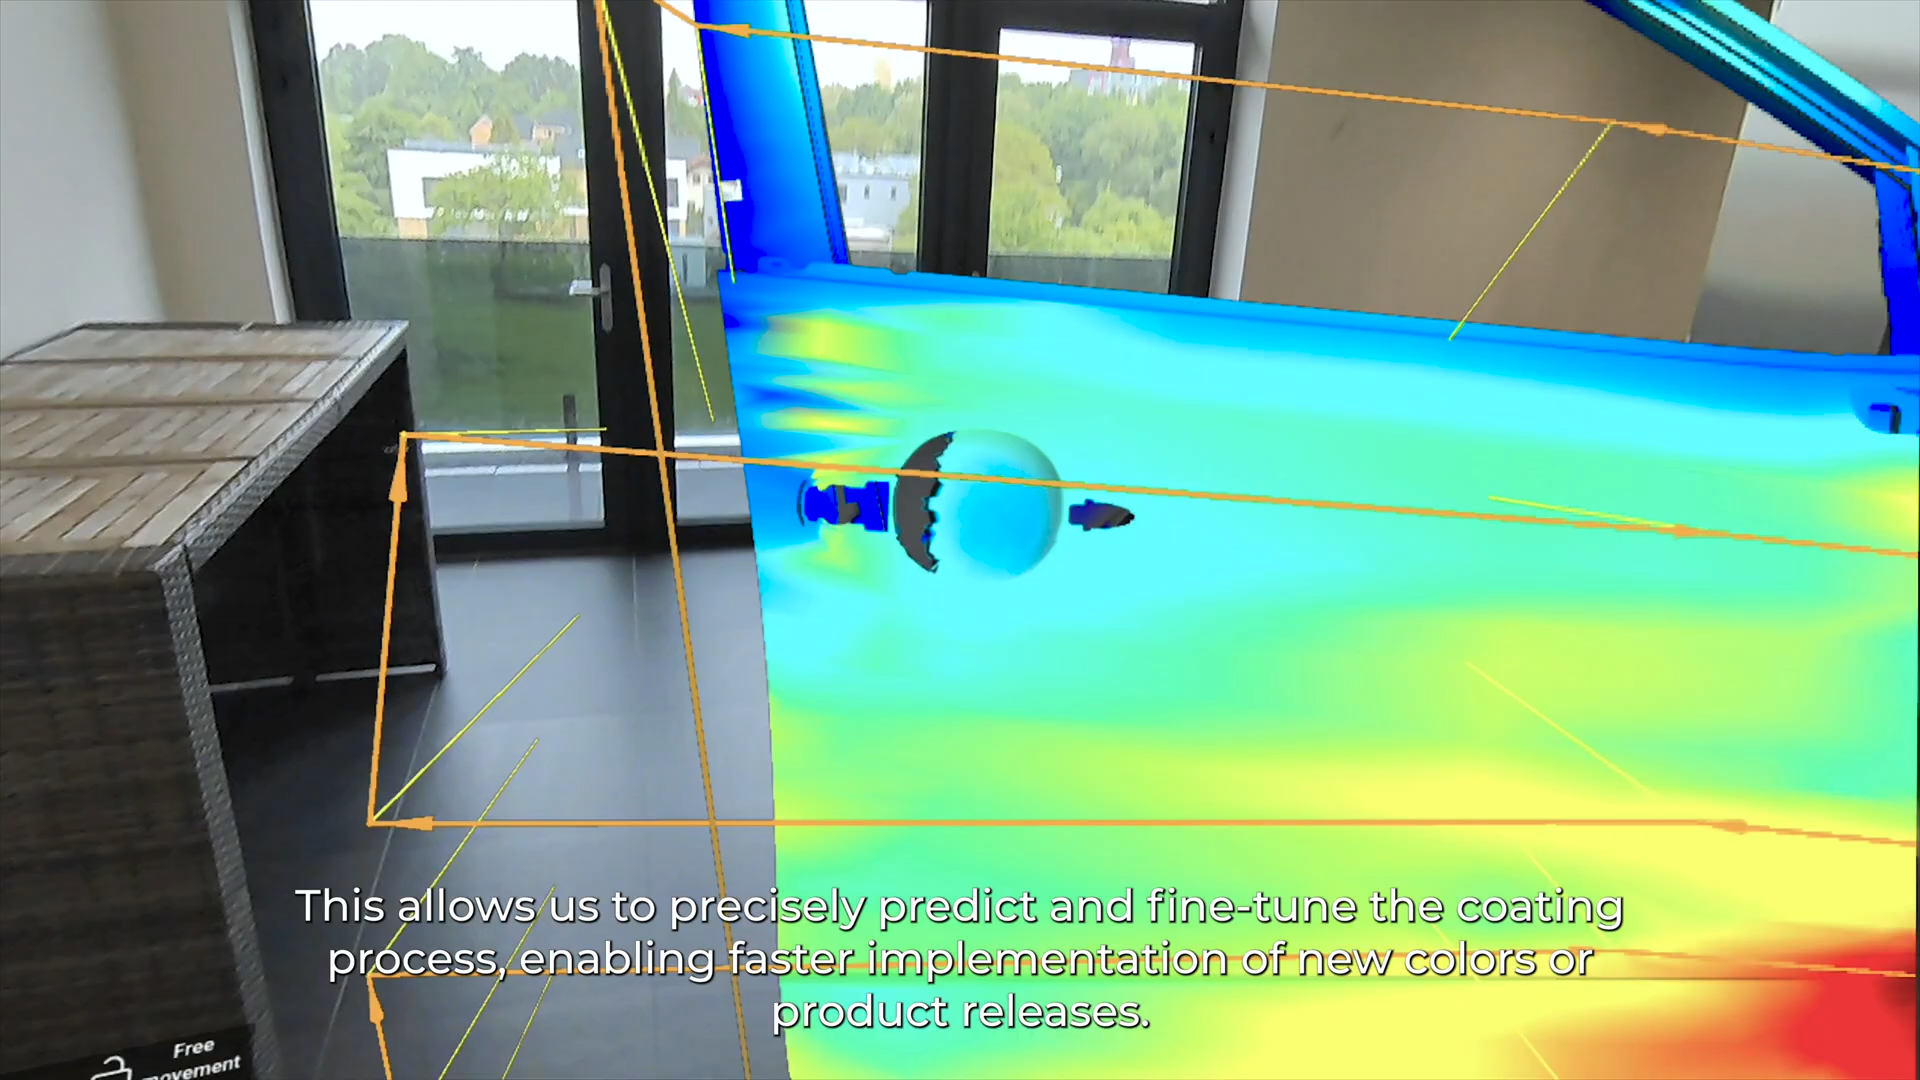 This allows us to precisely predict and fine-tune the coating
process, enabling faster implementation of new colors or
product releases.
Free
movement